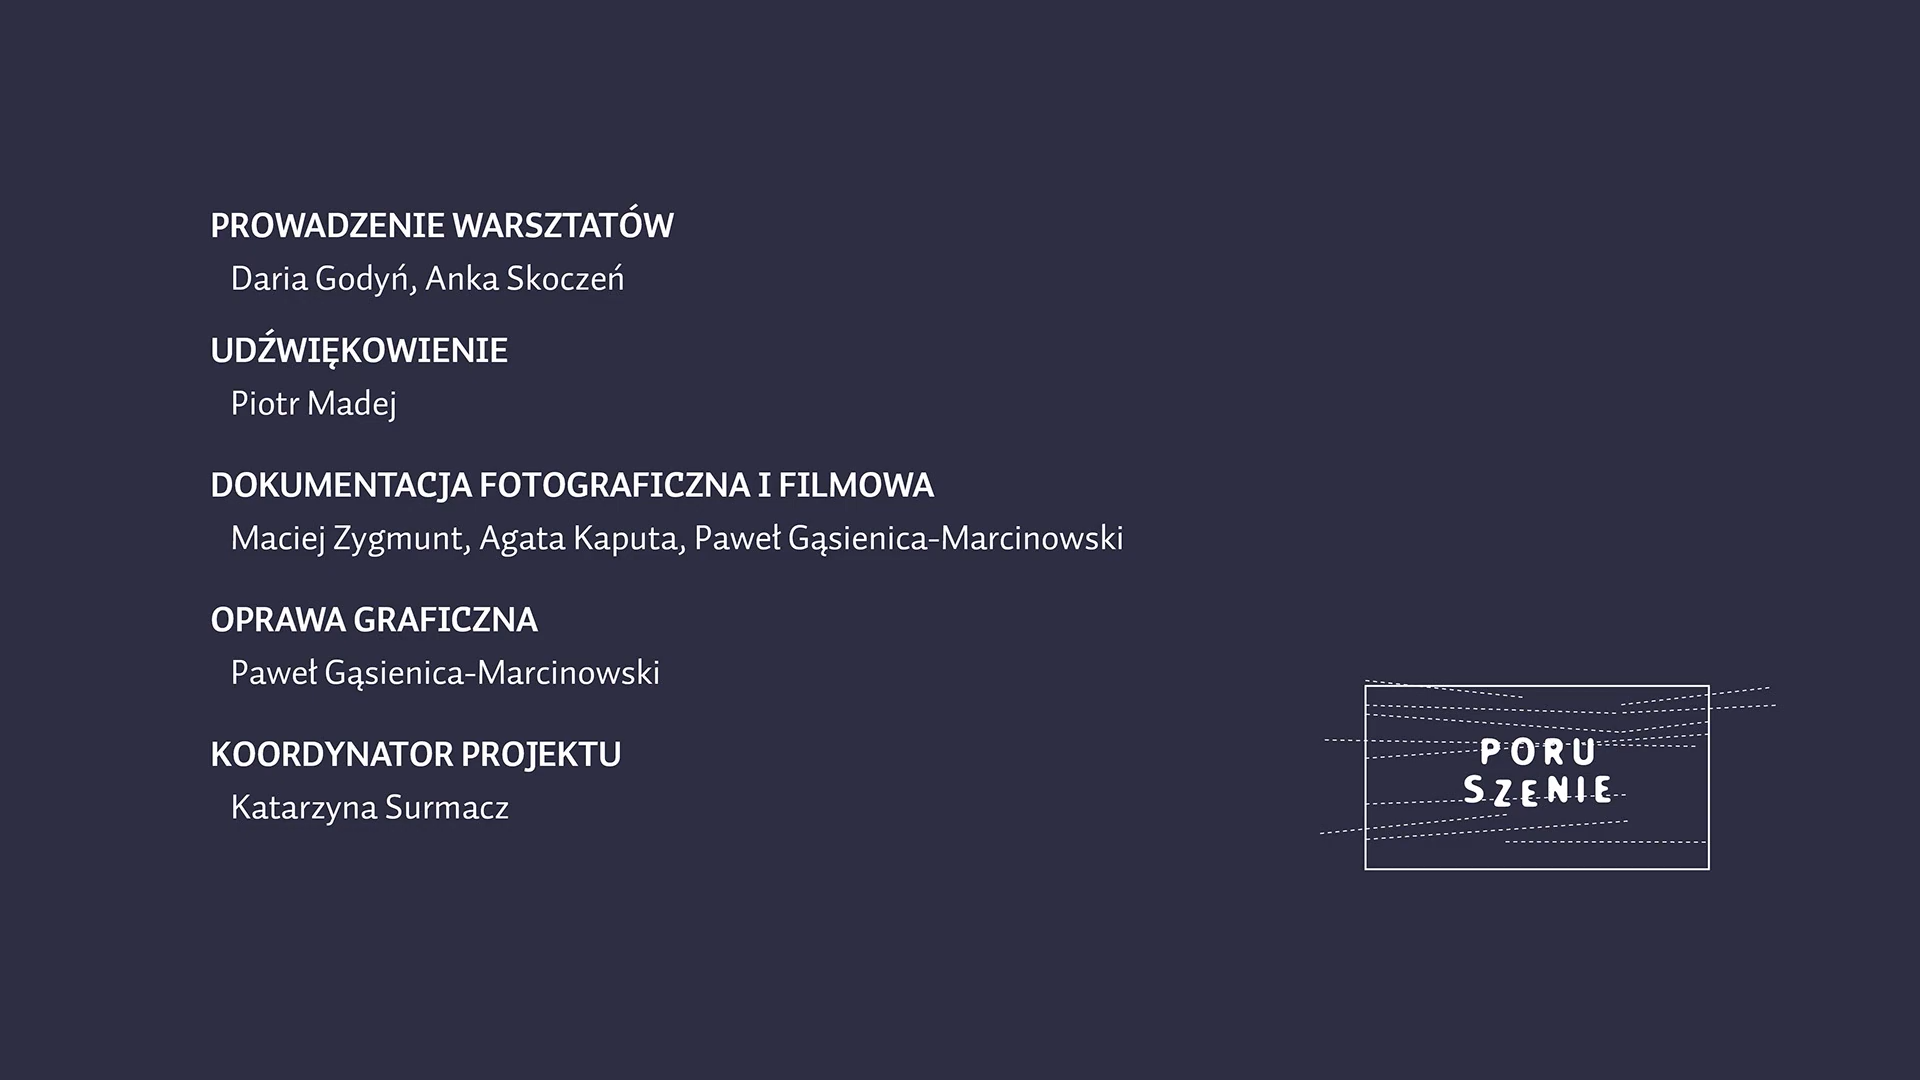 PROWADZENIE WARSZTATÓW
Daria Godyń, Anka Skoczeń
UDŹWIĘKOWIENIE
Piotr Madej
DOKUMENTACJA FOTOGRAFICZNA I FILMOWA
Maciej Zygmunt, Agata Kaputa, Paweł Gąsienica-Marcinowski
OPRAWA GRAFICZNA
Paweł Gąsienica-Marcinowski
KOORDYNATOR PROJEKTU
Katarzyna Surmacz
PORU
SZENIE